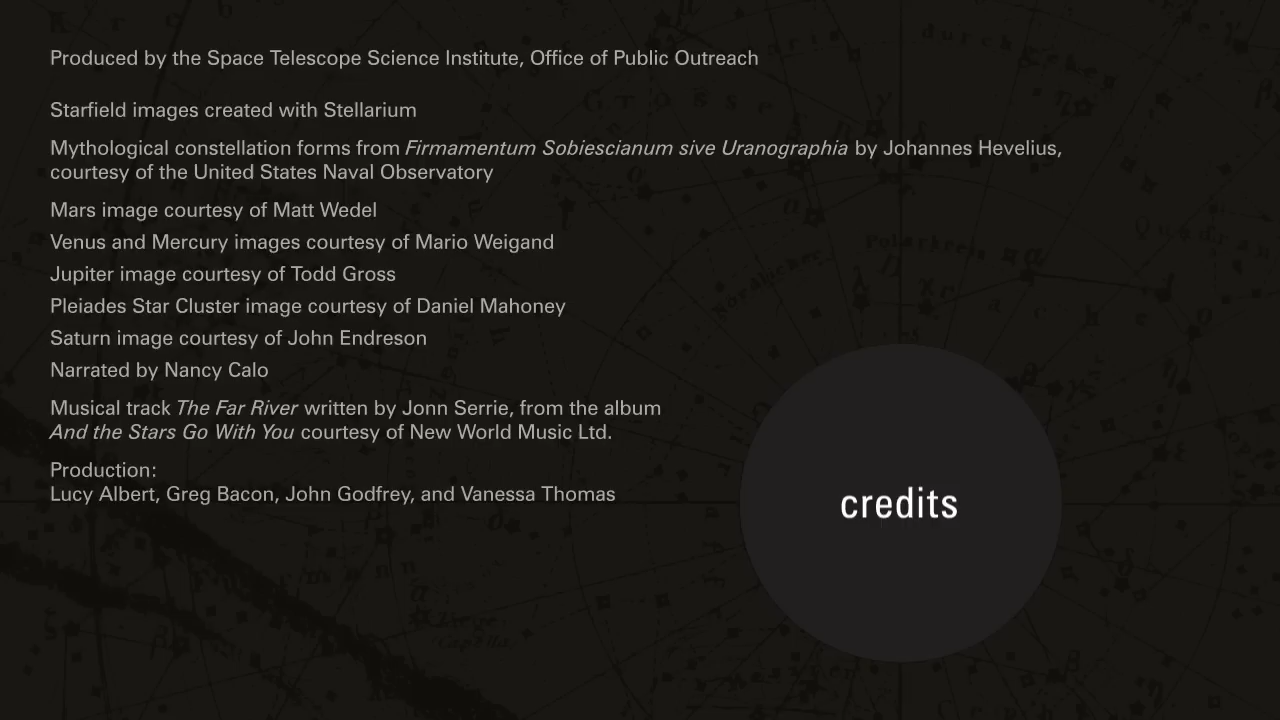 Produced by the Space Telescope Science Institute, Office of Public Outreach
Starfield images created with Stellarium
Mythological constellation forms from Firmamentum Sobiescianum sive Uranographia by Johannes Hevelius,
courtesy of the United States Naval Observatory
Mars image courtesy of Matt Wedel
Venus and Mercury images courtesy of Mario Weigand
Jupiter image courtesy of Todd Gross
Pleiades Star Cluster image courtesy of Daniel Mahoney
Saturn image courtesy of John Endreson
Narrated by Nancy Calo
Musical track The Far River written by Jonn Serrie, from the album
And the Stars Go With You courtesy of New World Music Ltd.
Production:
Lucy Albert, Greg Bacon, John Godfrey, and Vanessa Thomas
credits